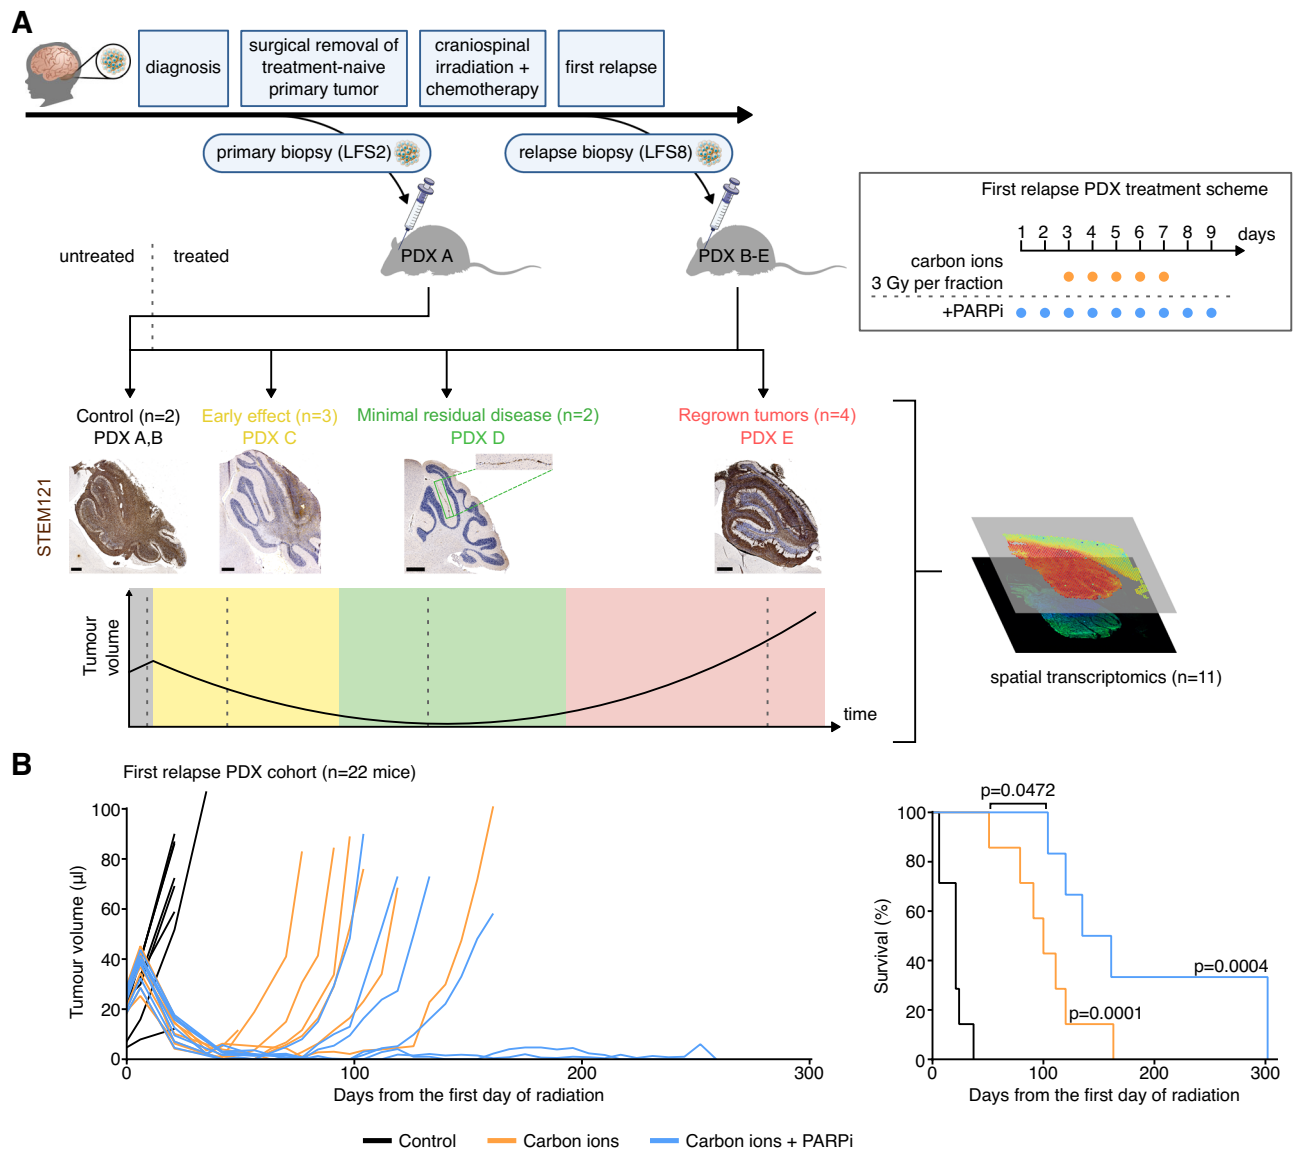 A
diagnosis
surgical removal of
treatment-naive
primary tumor
craniospinal
irradiation +
chemotherapy
first relapse
primary biopsy (LFS2)
relapse biopsy (LFS8)
First relapse PDX treatment scheme
1 2 3 4 5 6 7 8 9 days
carbon ions
3 Gy per fraction
+PARPi
untreated
treated
PDX A
PDX B-E
Control (n=2)
PDX A,B
Early effect (n=3)
PDX C
Minimal residual disease (n=2)
PDX D
Regrown tumors (n=4)
PDX E
STEM121
Tumour
volume
time
spatial transcriptomics (n=11)
B
First relapse PDX cohort (n=22 mice)
Tumour volume (µl)
100
80
60
40
20
0
0 100 200 300
Days from the first day of radiation
Survival (%)
100
80
60
40
20
0
p=0.0472
p=0.0004
p=0.0001
0 100 200 300
Days from the first day of radiation
Control
Carbon ions
Carbon ions + PARPi